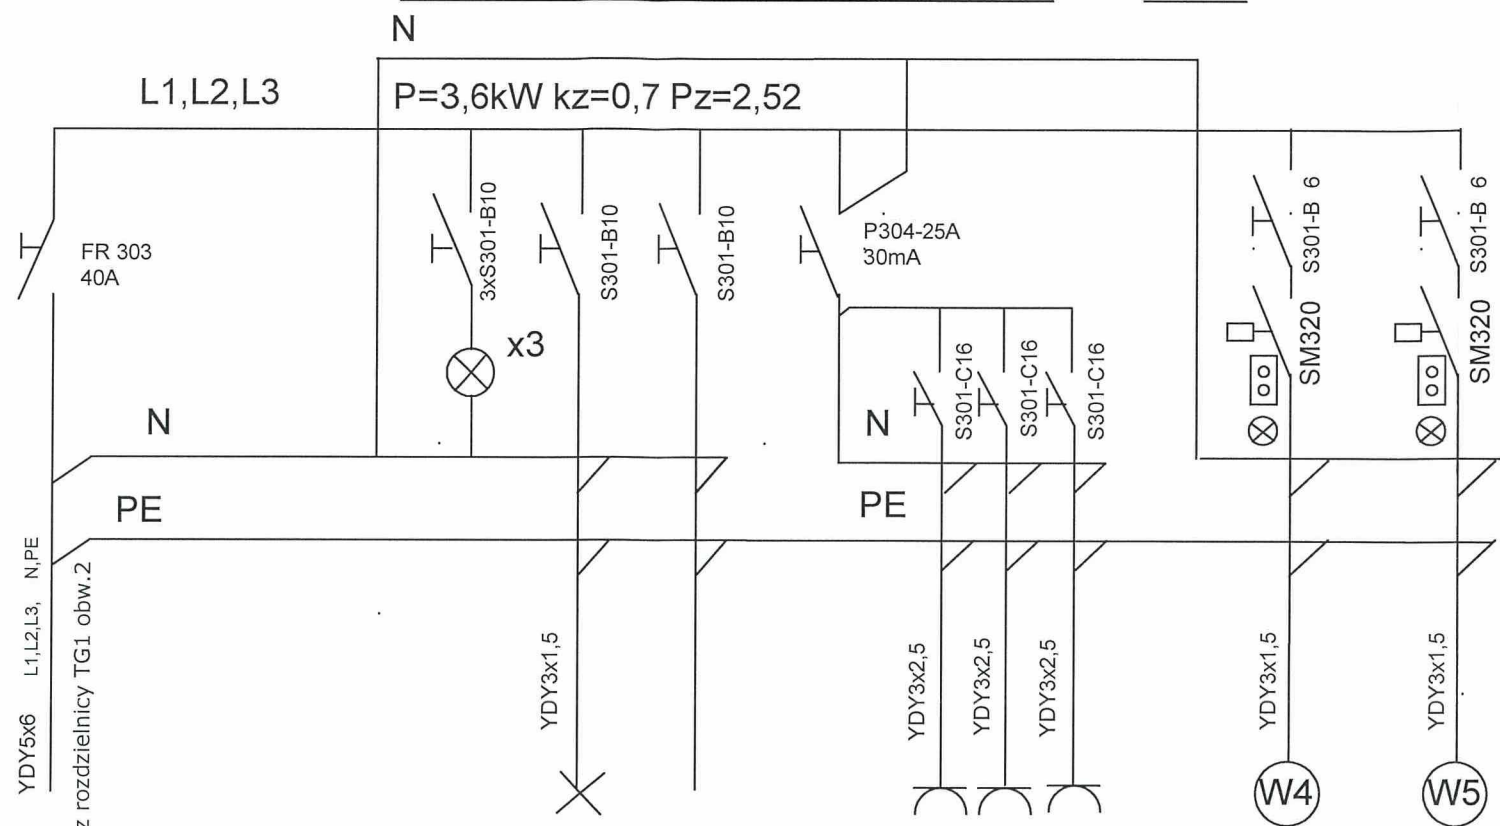 N
L1,L2,L3
P=3,6kW kz=0,7 Pz=2,52
FR 303
40A
3xS301-B10
x3
S301-B10
S301-B10
P304-25A
30mA
S301-C16
S301-C16
S301-C16
S301-B 6
SM320
S301-B 6
SM320
N
N
PE
PE
YDY5x6 L1,L2,L3, N,PE
z rozdzielnicy TG1 obw.2
YDY3x1,5
YDY3x2,5
YDY3x2,5
YDY3x2,5
YDY3x1,5
YDY3x1,5
W4
W5